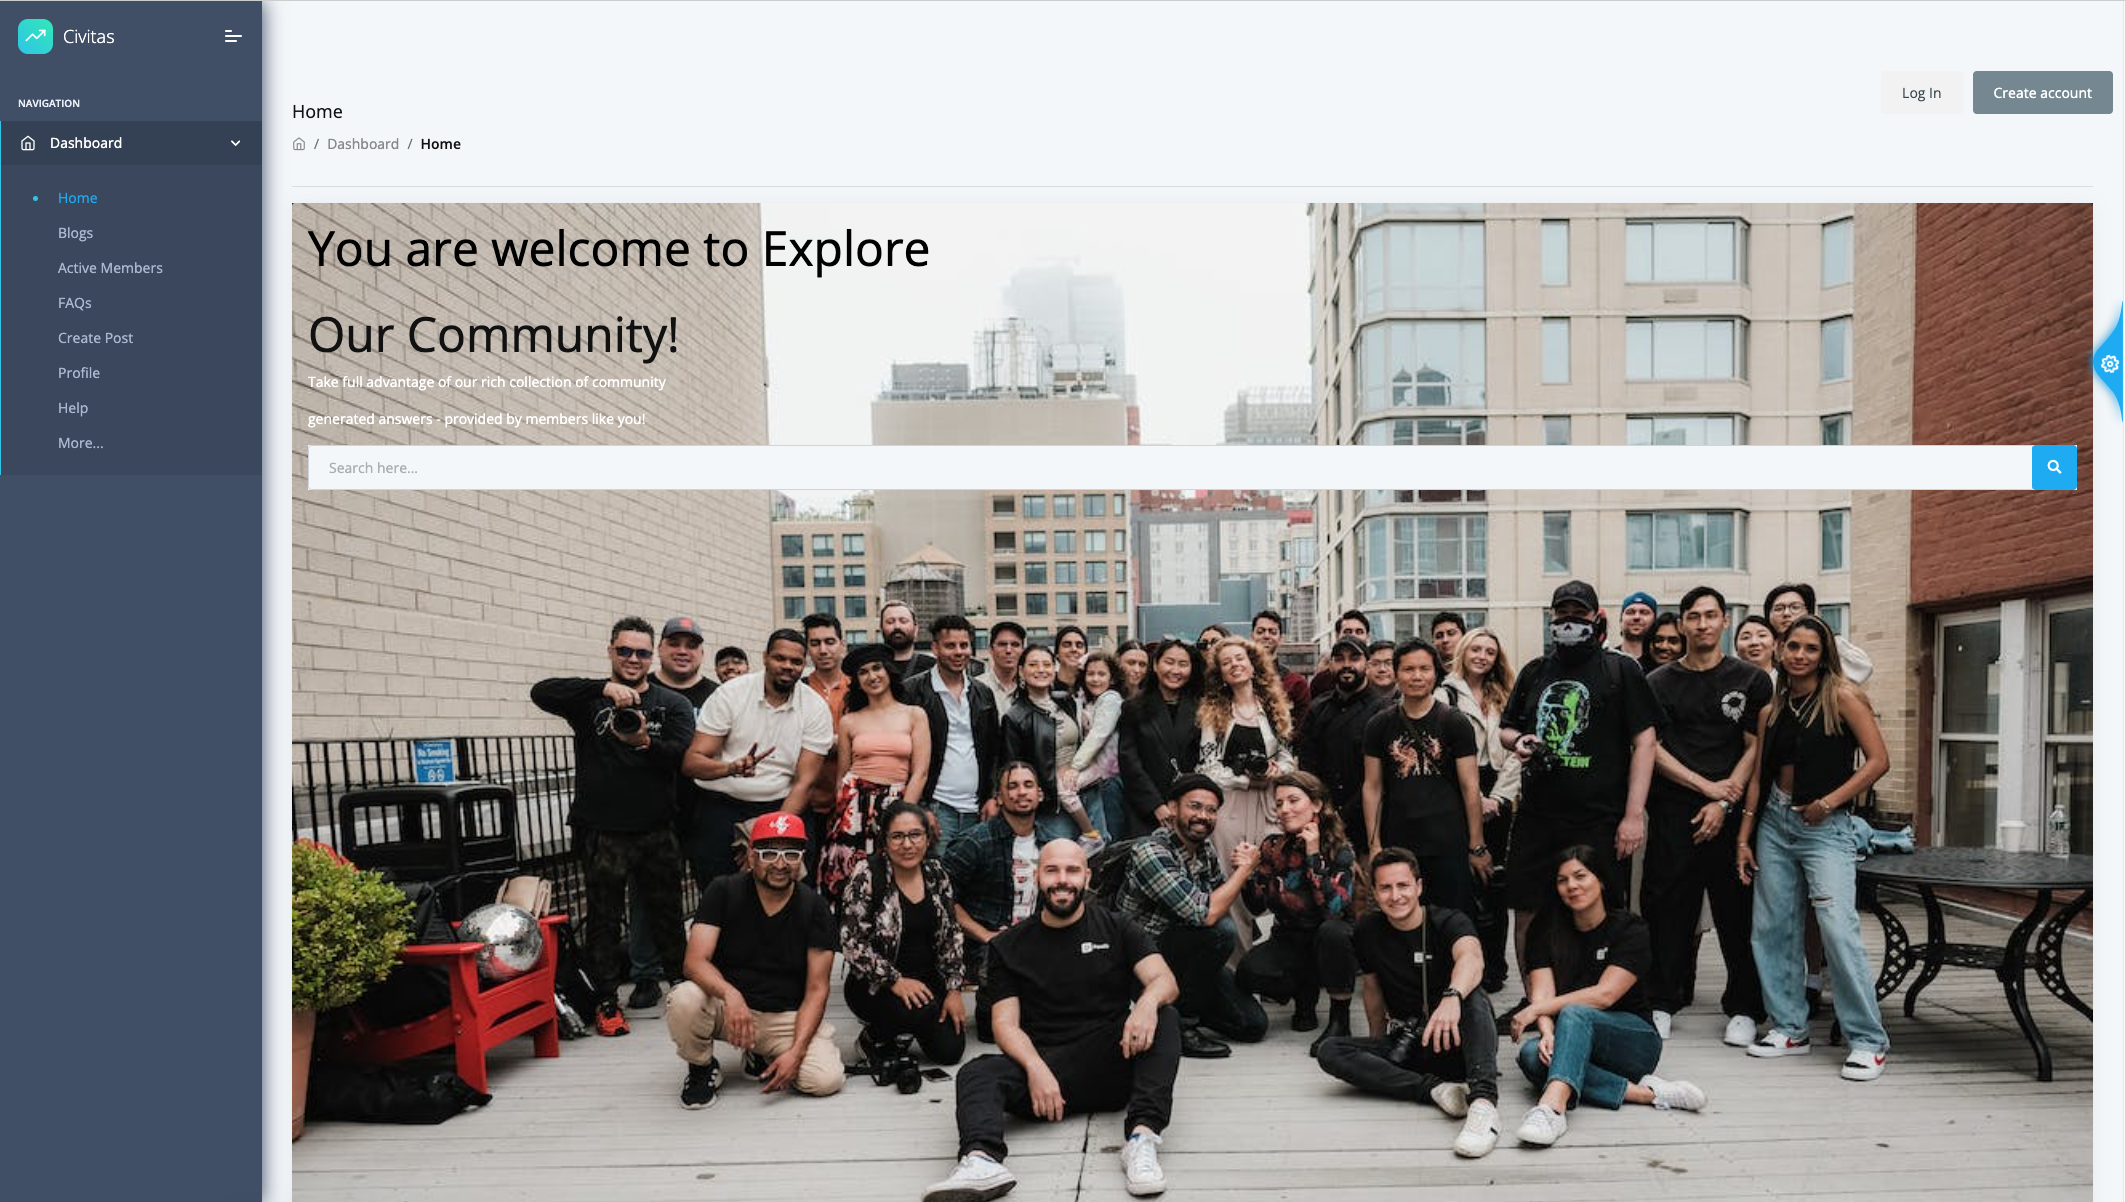 Civitas
NAVIGATION
Dashboard
Home
Blogs
Active Members
FAQs
Create Post
Profile
Help
More...
Log In
Create account
Home
/ Dashboard / Home
You are welcome to Explore
Our Community!
Take full advantage of our rich collection of community
generated answers - provided by members like you!
Search here...
No Smoking